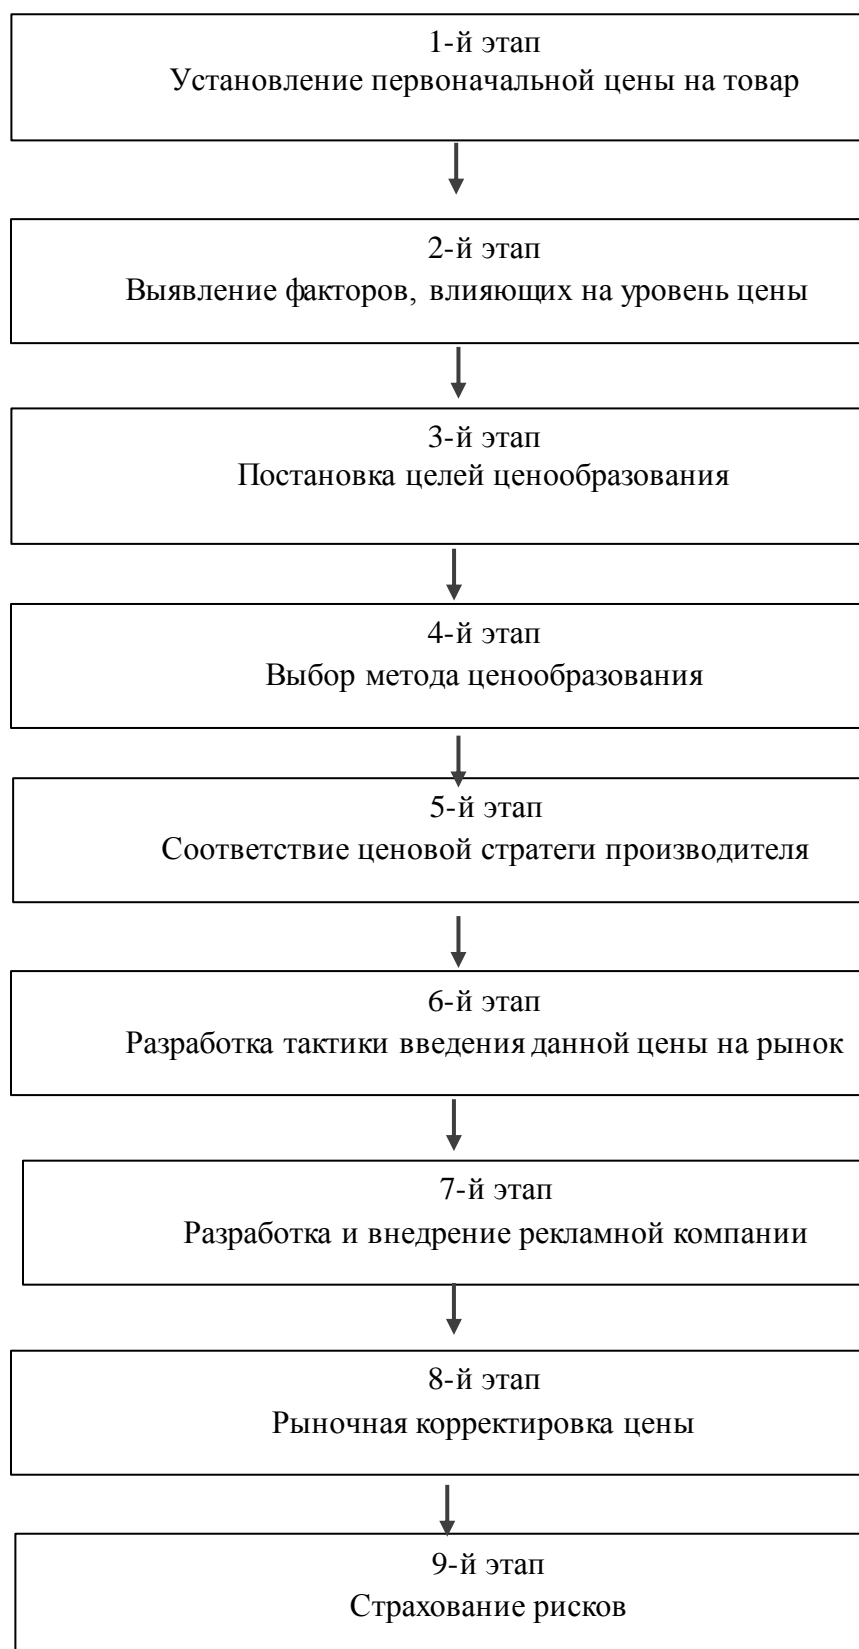 1-й этап
Установление первоначальной цены на товар
2-й этап
Выявление факторов, влияющих на уровень цены
3-й этап
Постановка целей ценообразования
4-й этап
Выбор метода ценообразования
5-й этап
Соответствие ценовой стратеги производителя
6-й этап
Разработка тактики введения данной цены на рынок
7-й этап
Разработка и внедрение рекламной компании
8-й этап
Рыночная корректировка цены
9-й этап
Страхование рисков